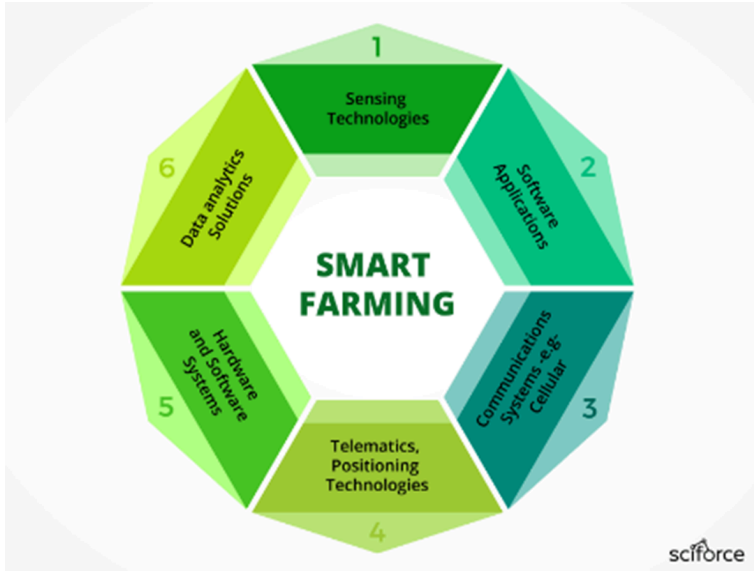 1
Sensing
Technologies
2
Software
Applications
3
Communications
Systems -e.g-
Cellular
4
Telematics,
Positioning
Technologies
5
Hardware
and Software
Systems
6
Data analytics
Solutions
SMART
FARMING
sciforce